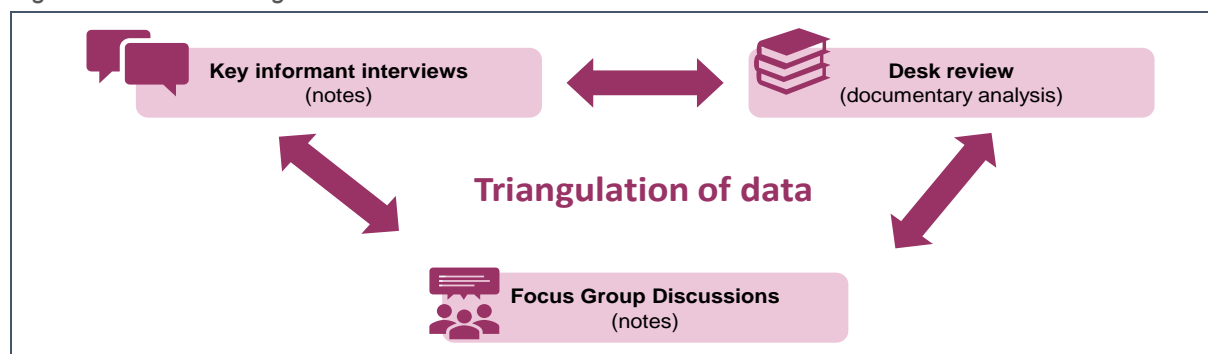 Key informant interviews
(notes)
Desk review
(documentary analysis)
Triangulation of data
Focus Group Discussions
(notes)